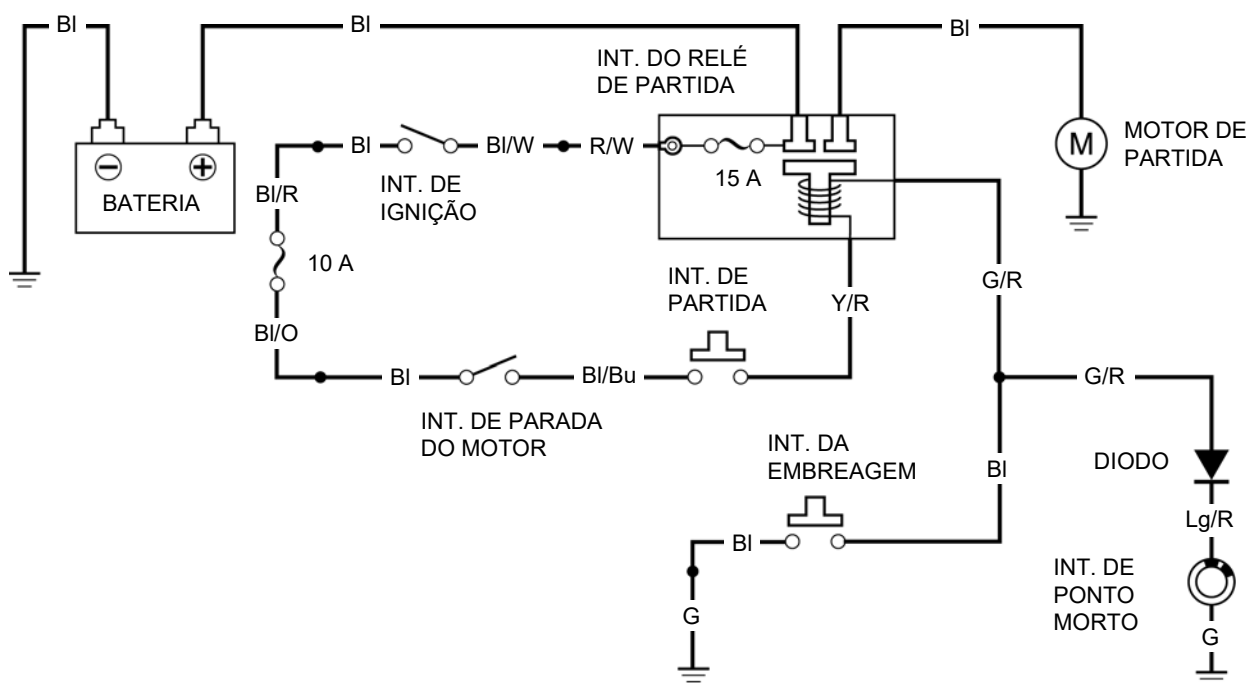 Bl
Bl
Bl
INT. DO RELÉ
DE PARTIDA
MOTOR DE
PARTIDA
M
Bl
Bl/W
R/W
15 A
BATERIA
INT. DE
IGNIÇÃO
Bl/R
10 A
INT. DE
PARTIDA
Y/R
G/R
Bl/O
Bl
Bl/Bu
G/R
INT. DE PARADA
DO MOTOR
INT. DA
EMBREAGEM
Bl
DIODO
Lg/R
Bl
INT. DE
PONTO
MORTO
G
G